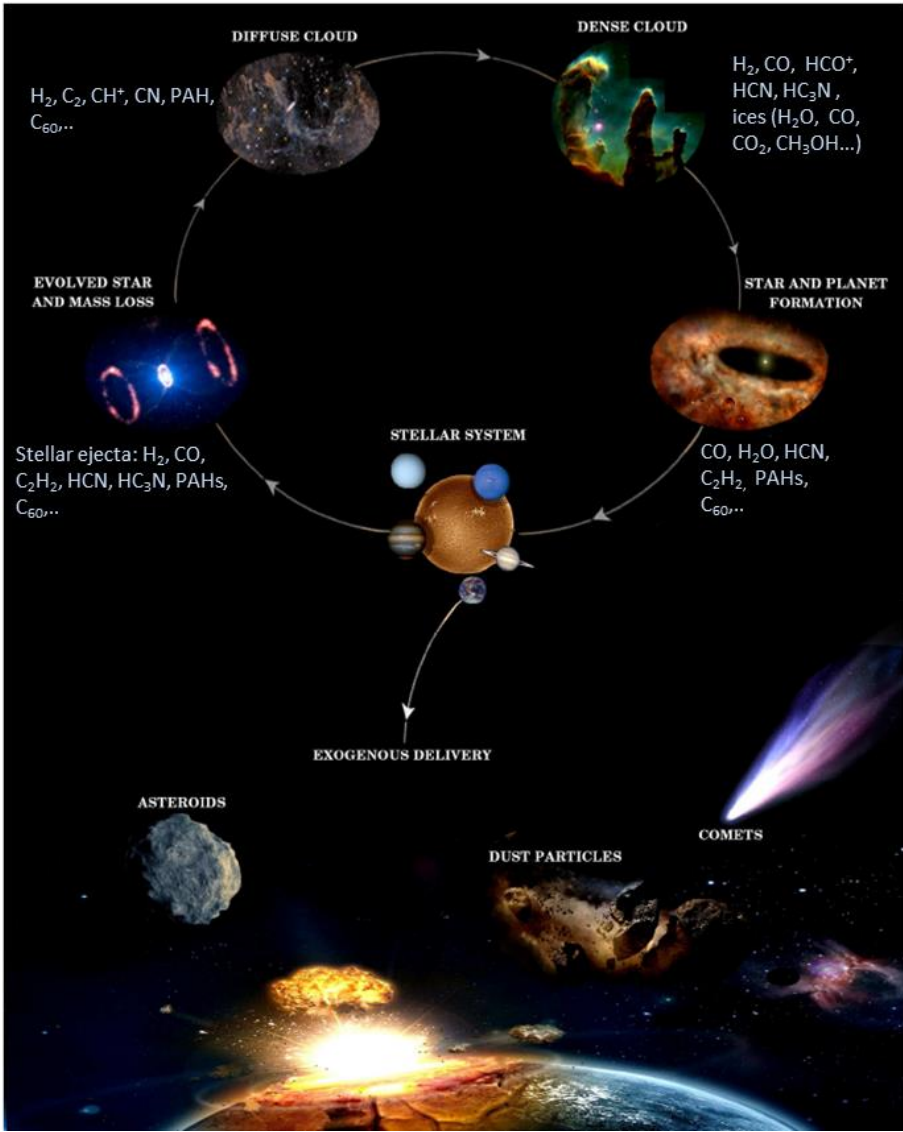 DIFFUSE CLOUD
H₂, C₂, CH⁺, CN, PAH,
C₆₀,..
DENSE CLOUD
H₂, CO, HCO⁺,
HCN, HC₃N ,
ices (H₂O, CO,
CO₂, CH₃OH...)
EVOLVED STAR
AND MASS LOSS
STAR AND PLANET
FORMATION
Stellar ejecta: H₂, CO,
C₂H₂, HCN, HC₃N, PAHs,
C₆₀,..
STELLAR SYSTEM
CO, H₂O, HCN,
C₂H₂, PAHs,
C₆₀,..
EXOGENOUS DELIVERY
ASTEROIDS
COMETS
DUST PARTICLES